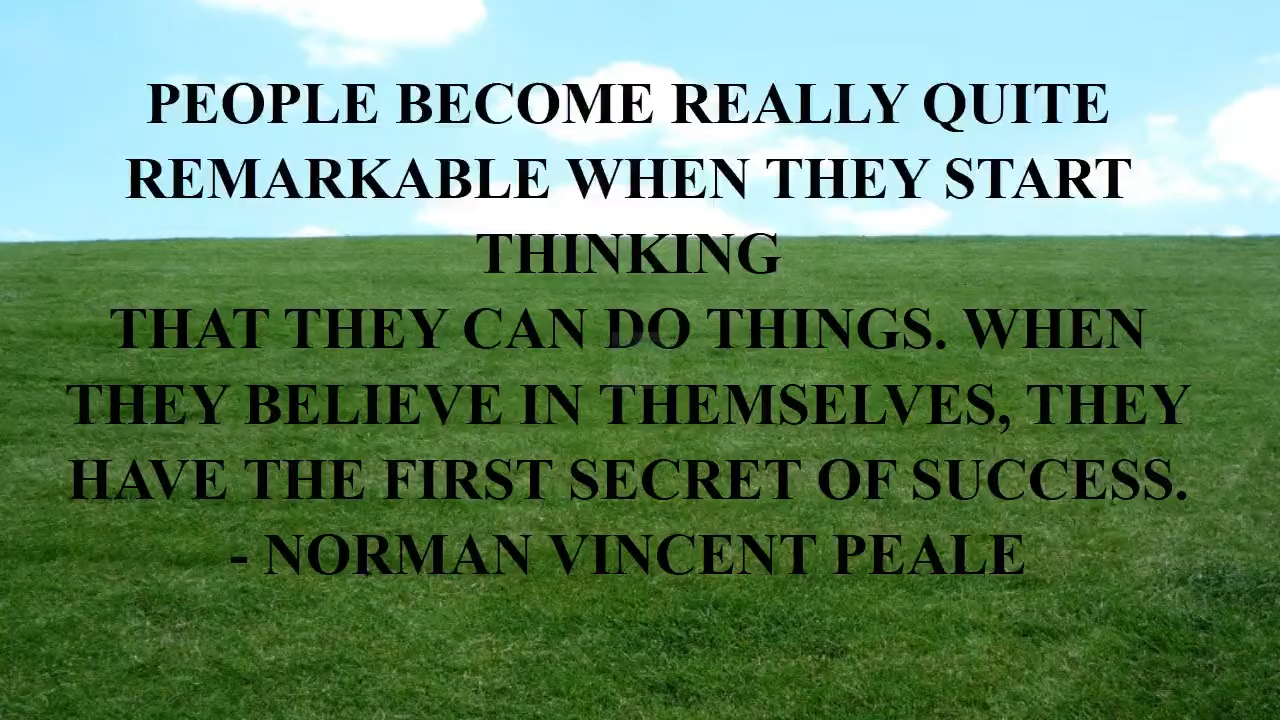 PEOPLE BECOME REALLY QUITE
REMARKABLE WHEN THEY START
THINKING
THAT THEY CAN DO THINGS. WHEN
THEY BELIEVE IN THEMSELVES, THEY
HAVE THE FIRST SECRET OF SUCCESS.
- NORMAN VINCENT PEALE